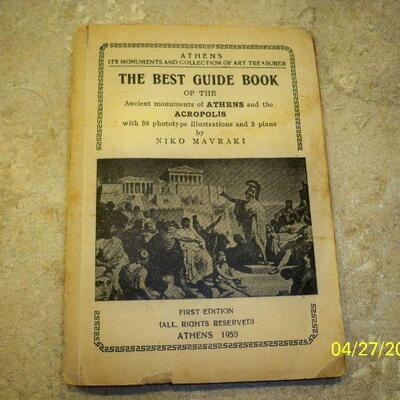 ATHENS
ITS MONUMENTS AND COLLECTION OF ART TREASURER
THE BEST GUIDE BOOK
OF THE
Ancient monuments of ATHENS and the
ACROPOLIS
with 38 phototype illustrations and 3 plans
by
NIKO MAVRAKI
FIRST EDITION
(ALL. RIGHTS RESERVED)
ATHENS 1950
04/27/20